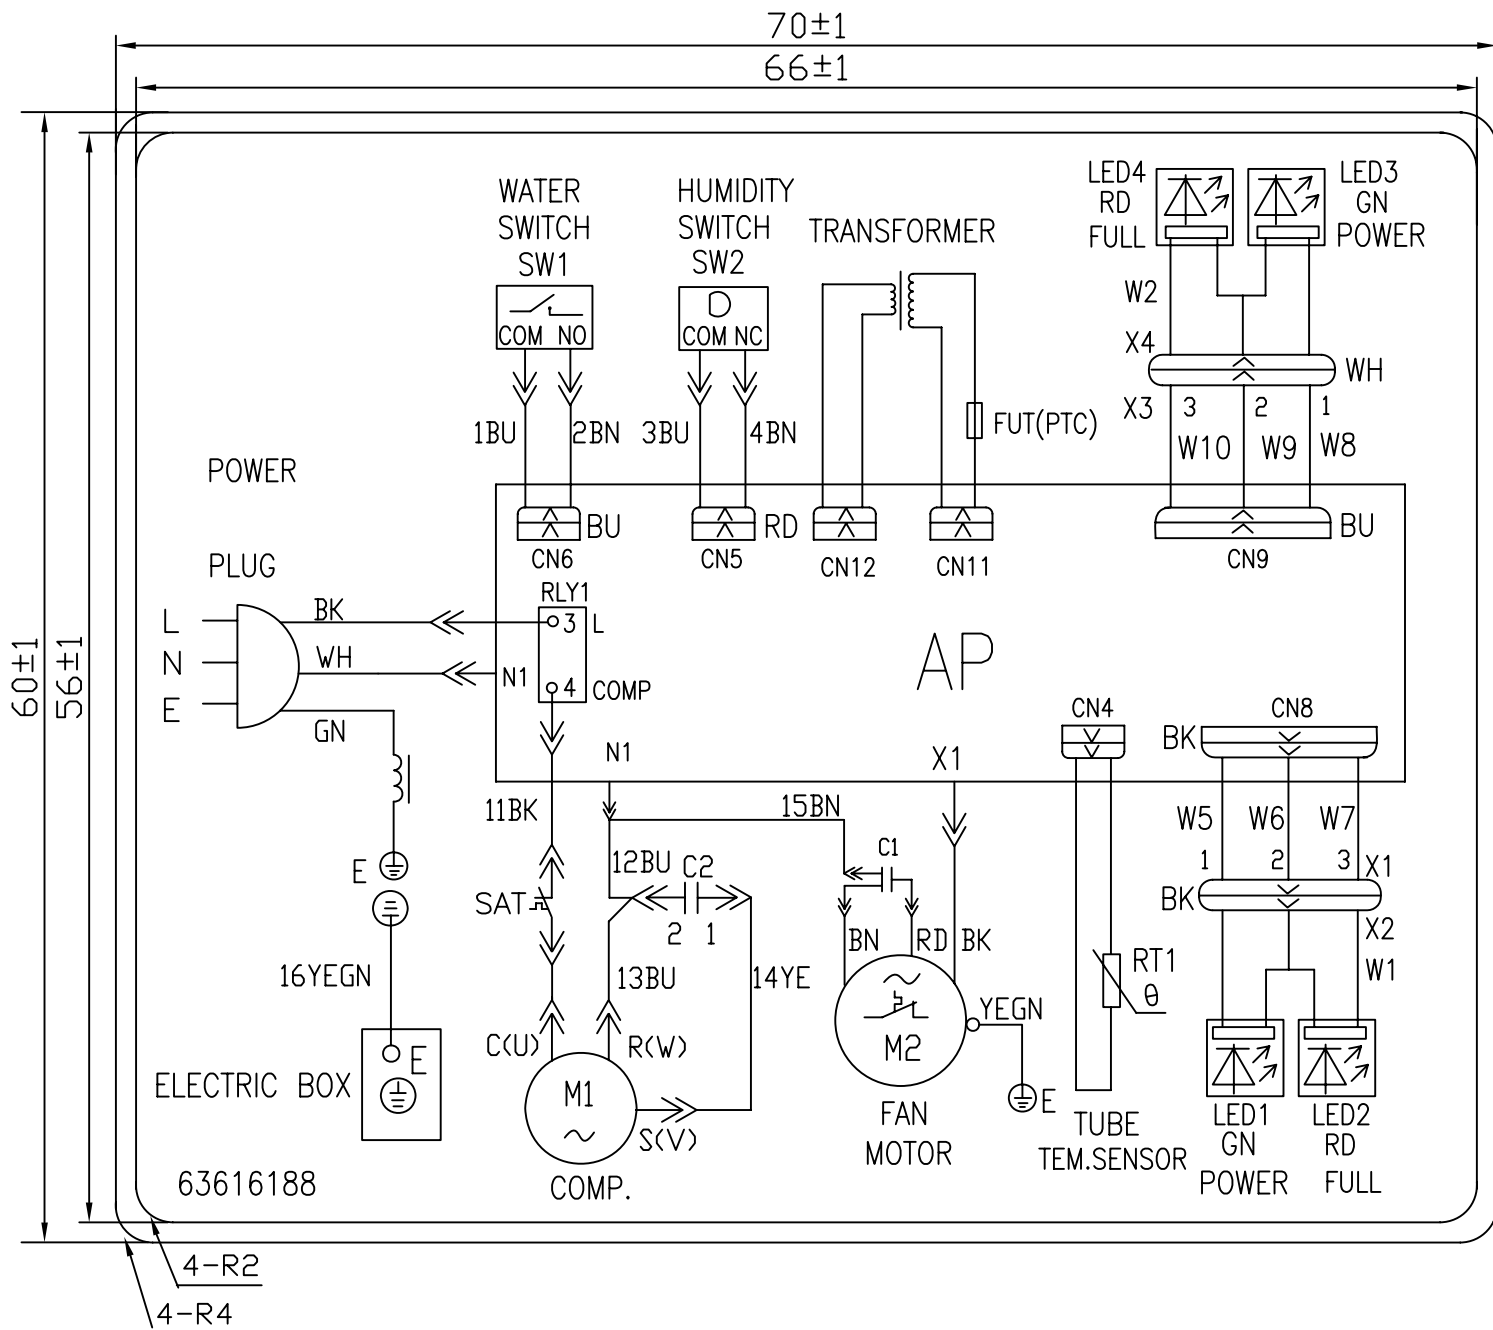 70±1
66±1
60±1
56±1
WATER
SWITCH
SW1
COM NO
HUMIDITY
SWITCH
SW2
COM NC
TRANSFORMER
LED4
RD
FULL
LED3
GN
POWER
W2
X4
WH
X3 3 2 1
W10 W9 W8
1BU 2BN 3BU 4BN
FUT(PTC)
POWER
PLUG
BU
RD
BU
CN6 CN5 CN12 CN11 CN9
RLY1
3 L
4 COMP
N1
L
N
E
BK
WH
GN
AP
N1
X1
CN4
CN8
BK
11BK
15BN
W5 W6 W7
1 2 3 X1
BK
X2
W1
12BU C2
2 1
C1
SAT
E
16YEGN
13BU
14YE
BN RD BK
RT1
θ
C(U) R(W)
S(V)
M1
COMP.
M2
YEGN
E
FAN
MOTOR
TUBE
TEM.SENSOR
LED1
GN
POWER
LED2
RD
FULL
E
ELECTRIC BOX
63616188
4-R2
4-R4